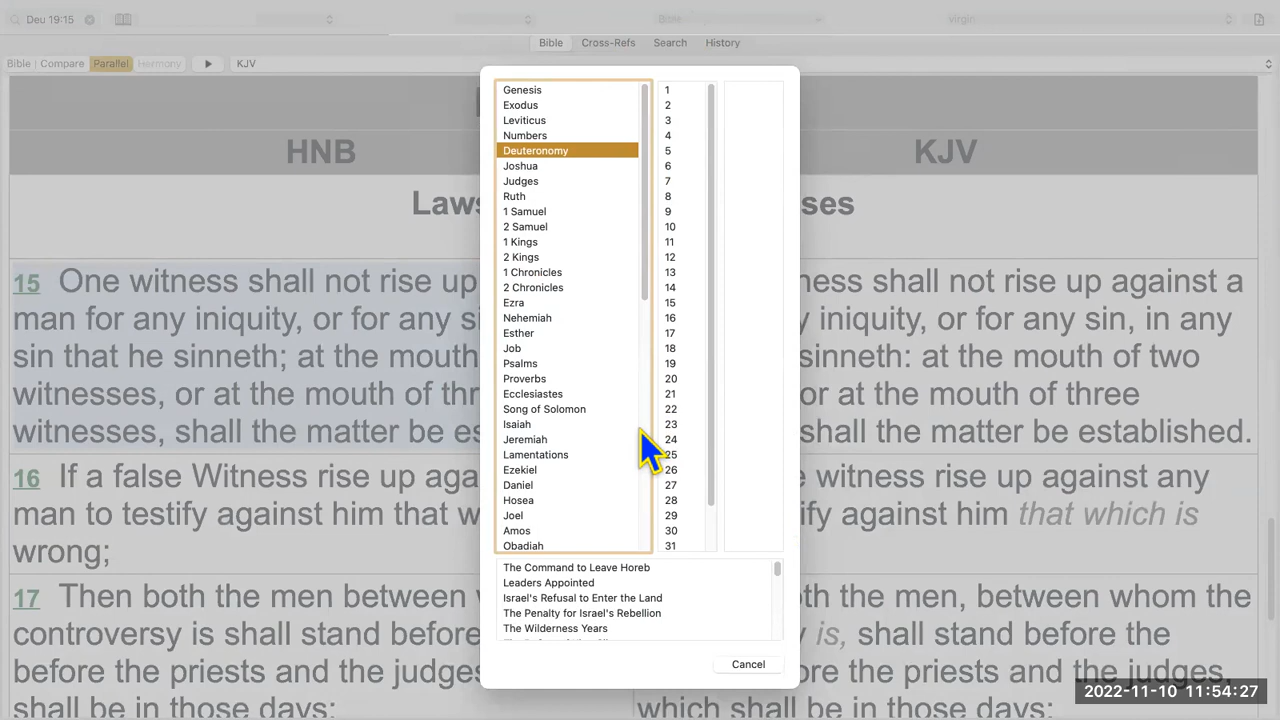 Deu 19:15
virgin
Bible Cross-Refs Search History
Bible Compare Parallel Harmony KJV
HNB KJV
Laws
ses
15 One witness shall not rise up
man for any iniquity, or for any
sin that he sinneth; at the mouth
witnesses, or at the mouth of
witnesses, shall the matter be
16 If a false Witness rise up
man to testify against him that
wrong;
17 Then both the men between
controversy is shall stand before
before the priests and the judges
shall be in those days:
Genesis
Exodus
Leviticus
Numbers
Deuteronomy
Joshua
Judges
Ruth
1 Samuel
2 Samuel
1 Kings
2 Kings
1 Chronicles
2 Chronicles
Ezra
Nehemiah
Esther
Job
Psalms
Proverbs
Ecclesiastes
Song of Solomon
Isaiah
Jeremiah
Lamentations
Ezekiel
Daniel
Hosea
Joel
Amos
Obadiah
1
2
3
4
5
6
7
8
9
10
11
12
13
14
15
16
17
18
19
20
21
22
23
24
25
26
27
28
29
30
31
The Command to Leave Horeb
Leaders Appointed
Israel's Refusal to Enter the Land
The Penalty for Israel's Rebellion
The Wilderness Years
Cancel
ness shall not rise up against a
iniquity, or for any sin, in any
sinneth: at the mouth of two
or at the mouth of three
shall the matter be established.
witness rise up against any
fy against him that which is
th the men, between whom the
is, shall stand before the
ore the priests and the judges,
which shall be in those days;
2022-11-10 11:54:27